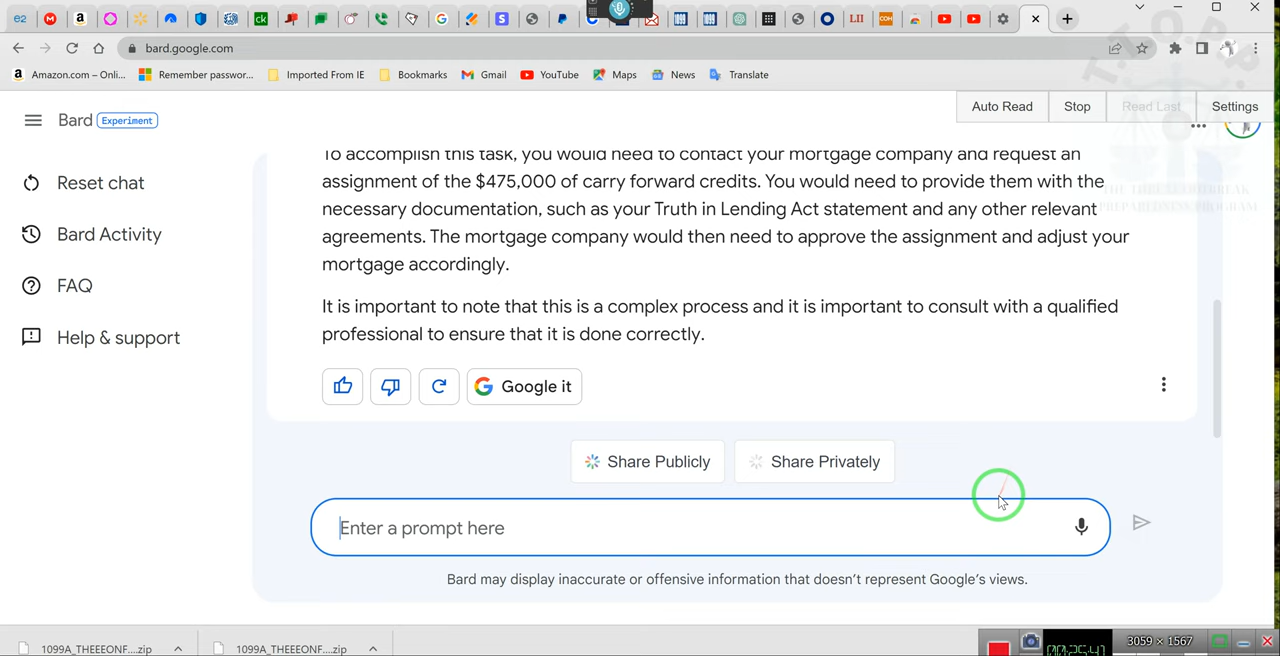 bard.google.com
Amazon.com – Onli...
Remember passwor...
Imported From IE
Bookmarks
Gmail
YouTube
Maps
News
Translate
T.T.O.P.P.
Auto Read
Stop
Read Last
Settings
Bard Experiment
Reset chat
Bard Activity
FAQ
Help & support
To accomplish this task, you would need to contact your mortgage company and request an
assignment of the $475,000 of carry forward credits. You would need to provide them with the
necessary documentation, such as your Truth in Lending Act statement and any other relevant
agreements. The mortgage company would then need to approve the assignment and adjust your
mortgage accordingly.
It is important to note that this is a complex process and it is important to consult with a qualified
professional to ensure that it is done correctly.
Google it
Share Publicly
Share Privately
Enter a prompt here
Bard may display inaccurate or offensive information that doesn't represent Google's views.
1099A_THEEEONF....zip
1099A_THEEEONF....zip
00:25:41
3059 × 1567